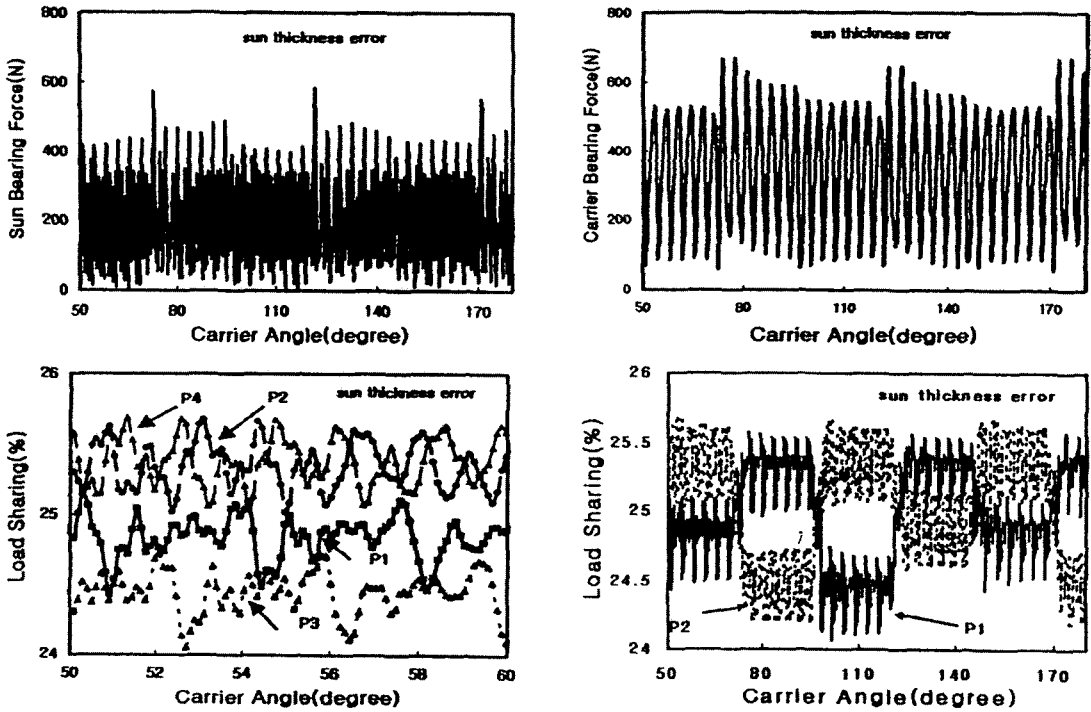 800
sun thickness error
Sun Bearing Force(N)
600
400
200
0
50
80
110
140
170
Carrier Angle(degree)
800
sun thickness error
Carrier Bearing Force(N)
600
400
200
0
50
80
110
140
170
Carrier Angle(degree)
26
P4
P2
sun thickness error
Load Sharing(%)
25
P1
P3
24
50
52
54
56
58
60
Carrier Angle(degree)
26
sun thickness error
25.5
Load Sharing(%)
25
24.5
P2
P1
24
50
80
110
140
170
Carrier Angle(degree)